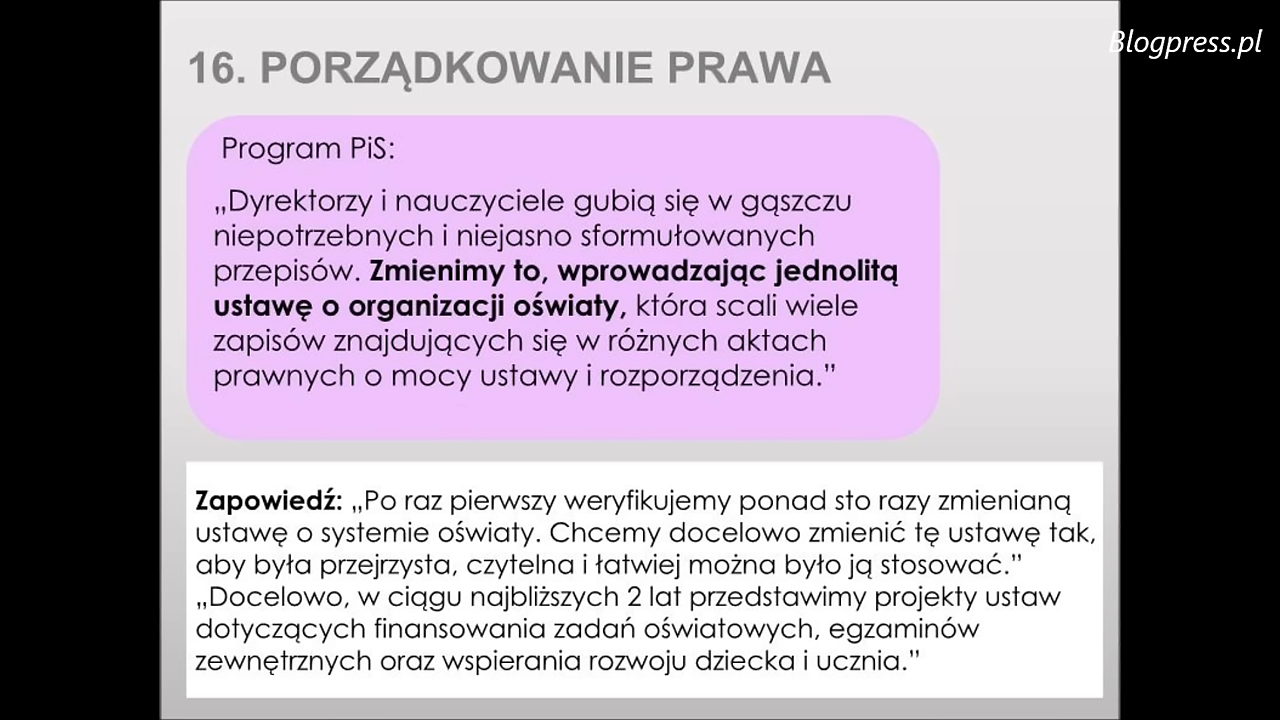 Blogpress.pl
16. PORZĄDKOWANIE PRAWA
Program PiS:
„Dyrektorzy i nauczyciele gubią się w gąszczu
niepotrzebnych i niejasno sformułowanych
przepisów. Zmienimy to, wprowadzając jednolitą
ustawę o organizacji oświaty, która scali wiele
zapisów znajdujących się w różnych aktach
prawnych o mocy ustawy i rozporządzenia.”
Zapowiedź: „Po raz pierwszy weryfikujemy ponad sto razy zmienianą
ustawę o systemie oświaty. Chcemy docelowo zmienić tę ustawę tak,
aby była przejrzysta, czytelna i łatwiej można było ją stosować.”
„Docelowo, w ciągu najbliższych 2 lat przedstawimy projekty ustaw
dotyczących finansowania zadań oświatowych, egzaminów
zewnętrznych oraz wspierania rozwoju dziecka i ucznia.”